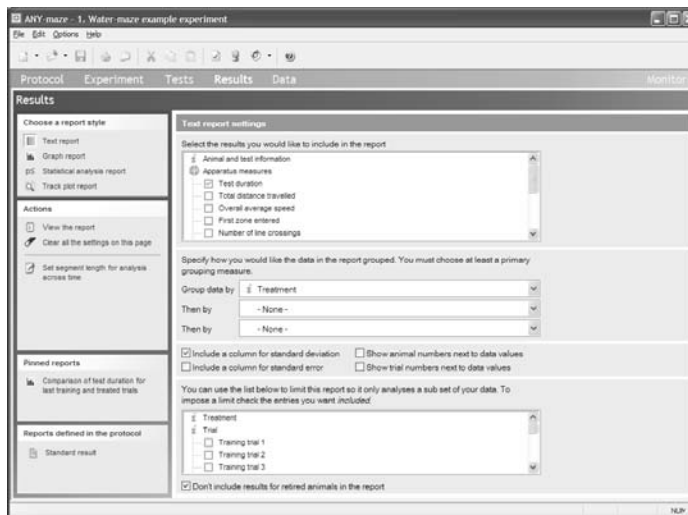 ANY-maze - 1. Water-maze example experiment
File Edit Options Help
Protocol Experiment Tests Results Data Monitor
Results
Choose a report style
Text report
Graph report
Statistical analysis report
Track plot report
Actions
View the report
Clear all the settings on this page
Set segment length for analysis
across time
Pinned reports
Comparison of test duration for
last training and treated trials
Reports defined in the protocol
Standard result
Text report settings
Select the results you would like to include in the report
Animal and test information
Apparatus measures
Test duration
Total distance travelled
Overall average speed
First zone entered
Number of line crossings
Specify how you would like the data in the report grouped. You must choose at least a primary
grouping measure.
Group data by Treatment
Then by - None -
Then by - None -
Include a column for standard deviation Show animal numbers next to data values
Include a column for standard error Show trial numbers next to data values
You can use the list below to limit this report so it only analyses a sub set of your data. To
impose a limit check the entries you want included.
Treatment
Trial
Training trial 1
Training trial 2
Training trial 3
Don't include results for retired animals in the report
NUM